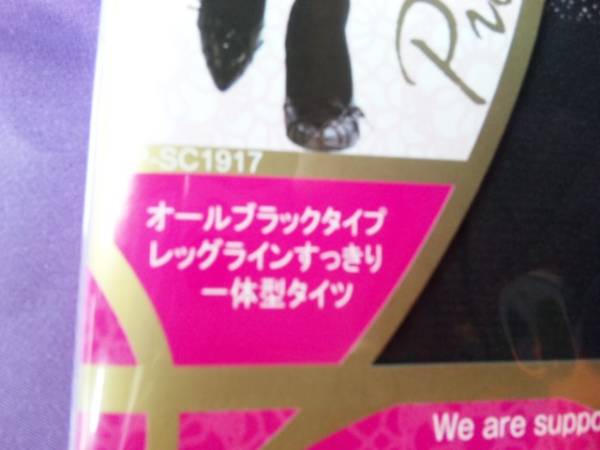 -SC1917
オールブラックタイプ
レッグラインすっきり
一体型タイツ
We are